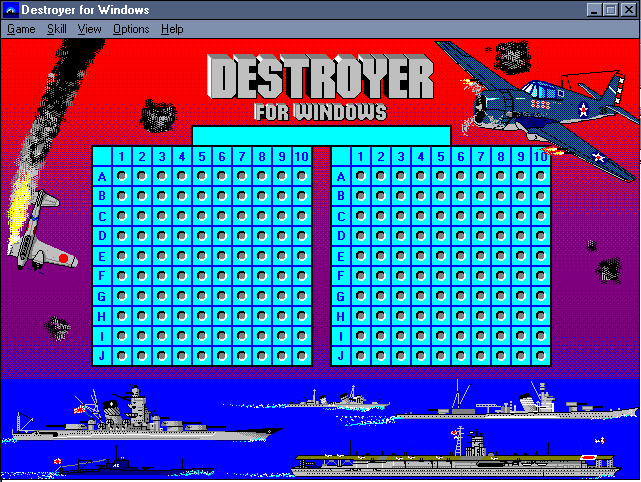 Destroyer for Windows
Game Skill View Options Help
DESTROYER
FOR WINDOWS
1 2 3 4 5 6 7 8 9 10 1 2 3 4 5 6 7 8 9 10
A A
B B
C C
D D
E E
F F
G G
H H
I I
J J